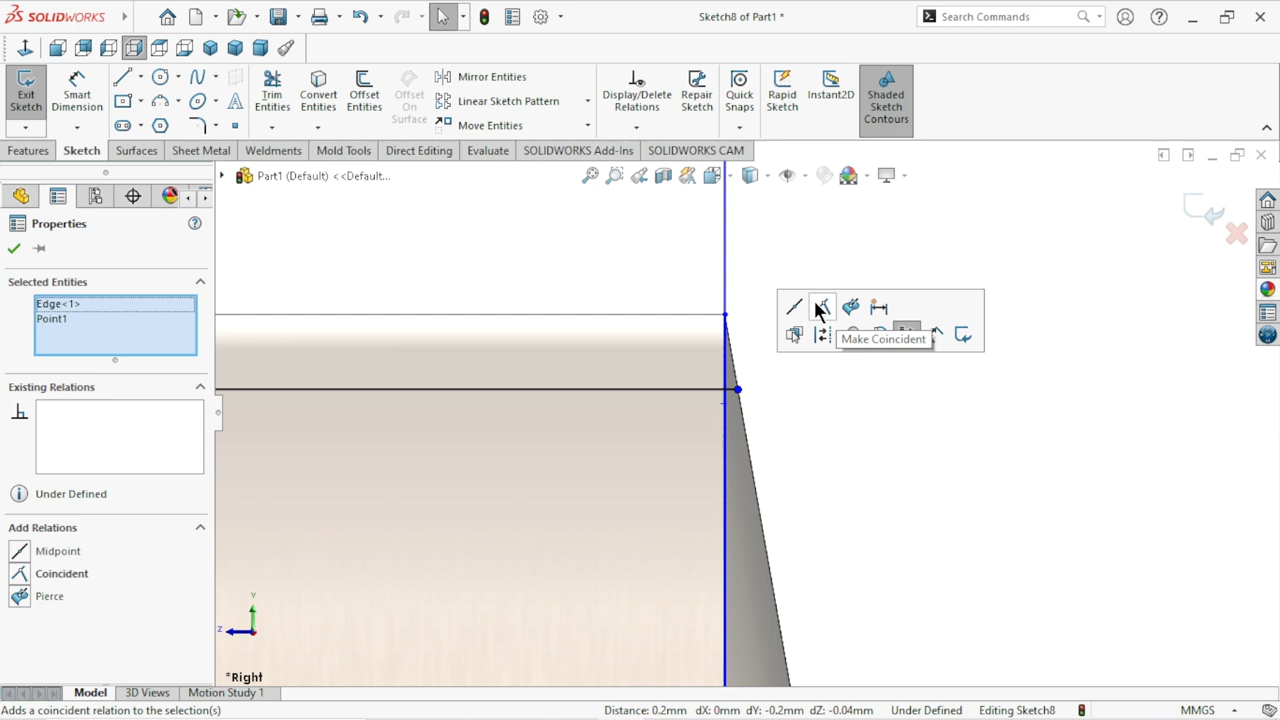 SOLIDWORKS
Sketch8 of Part1 *
Search Commands
Exit Sketch
Smart Dimension
Trim Entities
Convert Entities
Offset Entities
Offset On Surface
Mirror Entities
Linear Sketch Pattern
Move Entities
Display/Delete Relations
Repair Sketch
Quick Snaps
Rapid Sketch
Instant2D
Shaded Sketch Contours
Features
Sketch
Surfaces
Sheet Metal
Weldments
Mold Tools
Direct Editing
Evaluate
SOLIDWORKS Add-Ins
SOLIDWORKS CAM
Part1 (Default) <<Default...
Properties
Selected Entities
Edge<1>
Point1
Existing Relations
Under Defined
Add Relations
Midpoint
Coincident
Pierce
Make Coincident
Y
Z
*Right
Model
3D Views
Motion Study 1
Adds a coincident relation to the selection(s)
Distance: 0.2mm dX: 0mm dY: -0.2mm dZ: -0.04mm
Under Defined
Editing Sketch8
MMGS